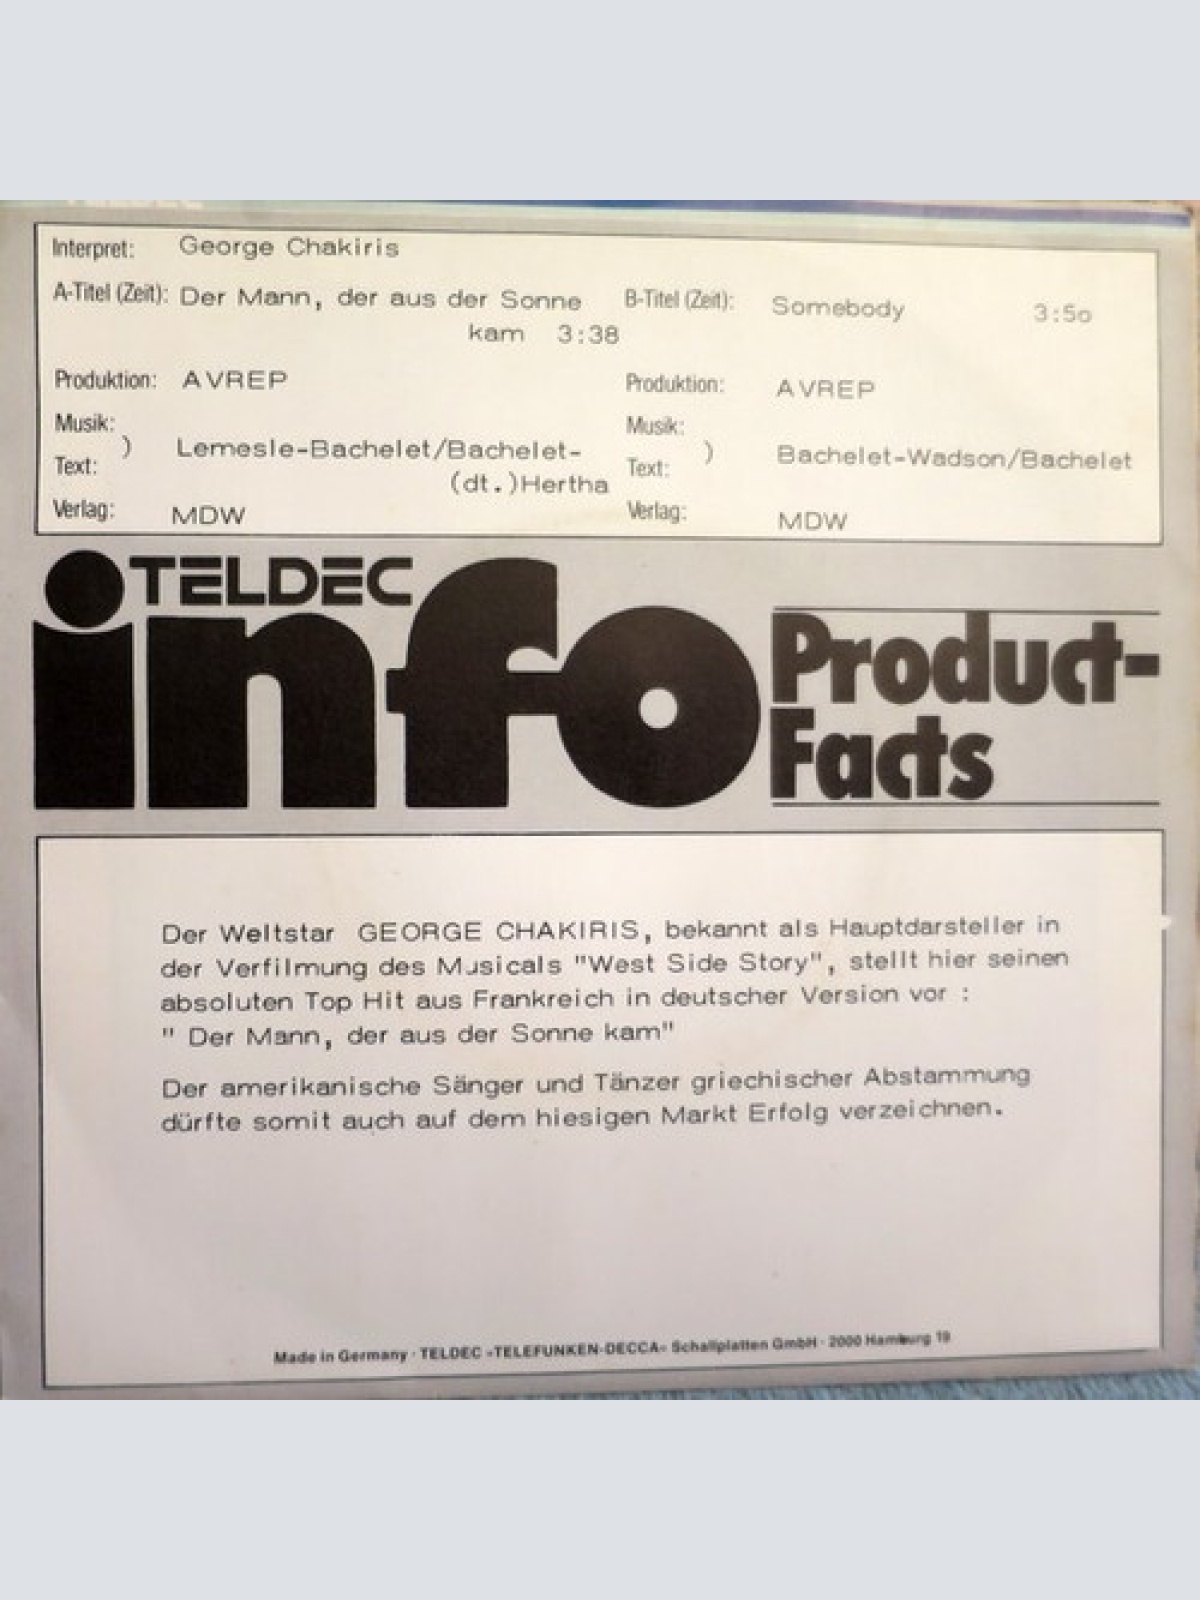 Interpret: George Chakiris
A-Titel (Zeit): Der Mann, der aus der Sonne
kam 3:38
Produktion: AVREP
Musik:
)
Text:
Lemesle-Bachelet/Bachelet-
(dt.)Hertha
Verlag: MDW
B-Titel (Zeit): Somebody 3:5o
Produktion: AVREP
Musik:
)
Text:
Bachelet-Wadson/Bachelet
Verlag: MDW
TELDEC
info
Product-
Facts
Der Weltstar GEORGE CHAKIRIS, bekannt als Hauptdarsteller in
der Verfilmung des Musicals "West Side Story", stellt hier seinen
absoluten Top Hit aus Frankreich in deutscher Version vor :
" Der Mann, der aus der Sonne kam"
Der amerikanische Sänger und Tänzer griechischer Abstammung
dürfte somit auch auf dem hiesigen Markt Erfolg verzeichnen.
Made in Germany · TELDEC »TELEFUNKEN-DECCA« Schallplatten GmbH · 2000 Hamburg 19